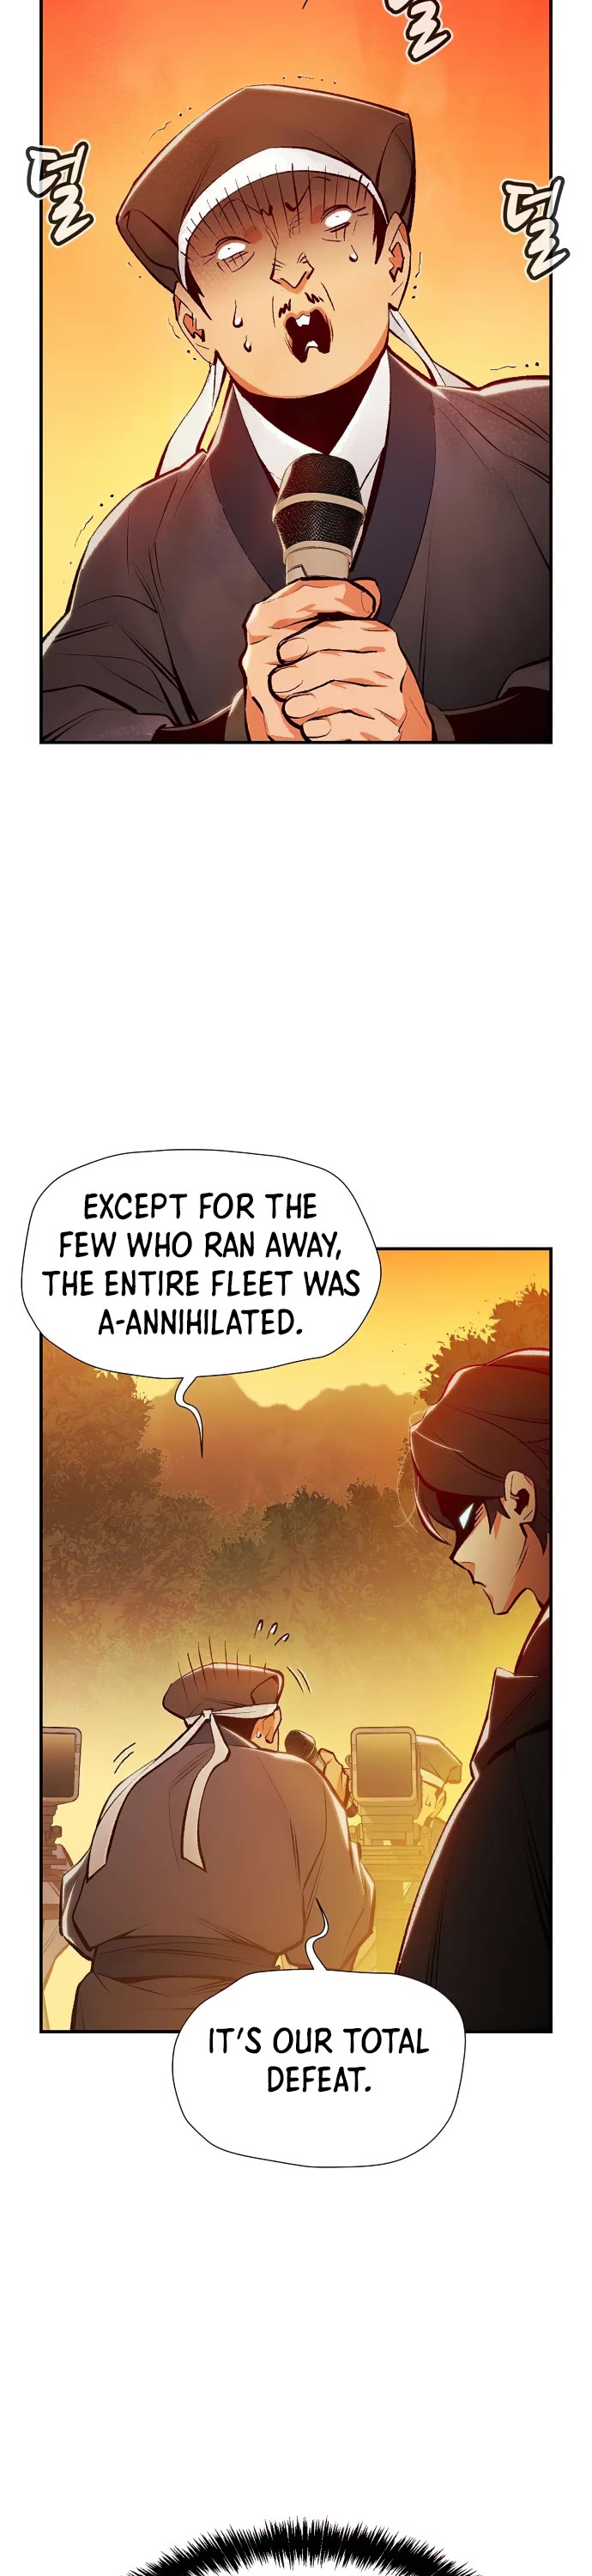 덜
덜
덜
EXCEPT FOR THE
FEW WHO RAN AWAY,
THE ENTIRE FLEET WAS
A-ANNIHILATED.
IT'S OUR TOTAL
DEFEAT.